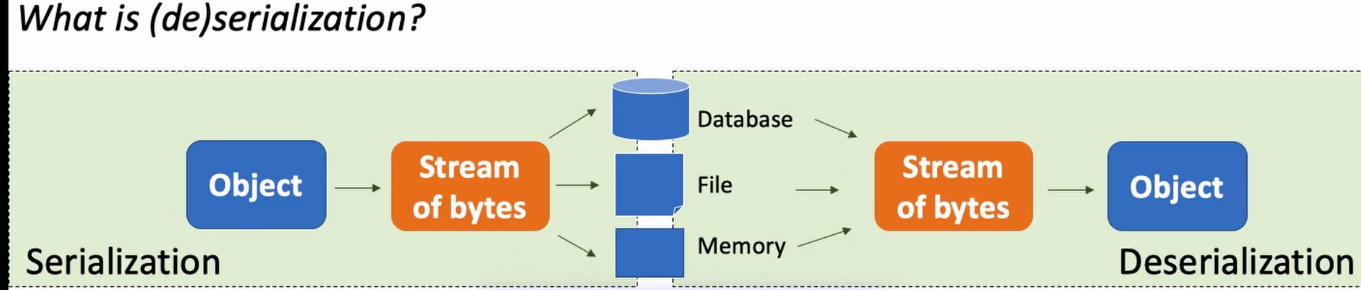 What is (de)serialization?
Object
Stream
of bytes
Database
File
Memory
Stream
of bytes
Object
Serialization
Deserialization